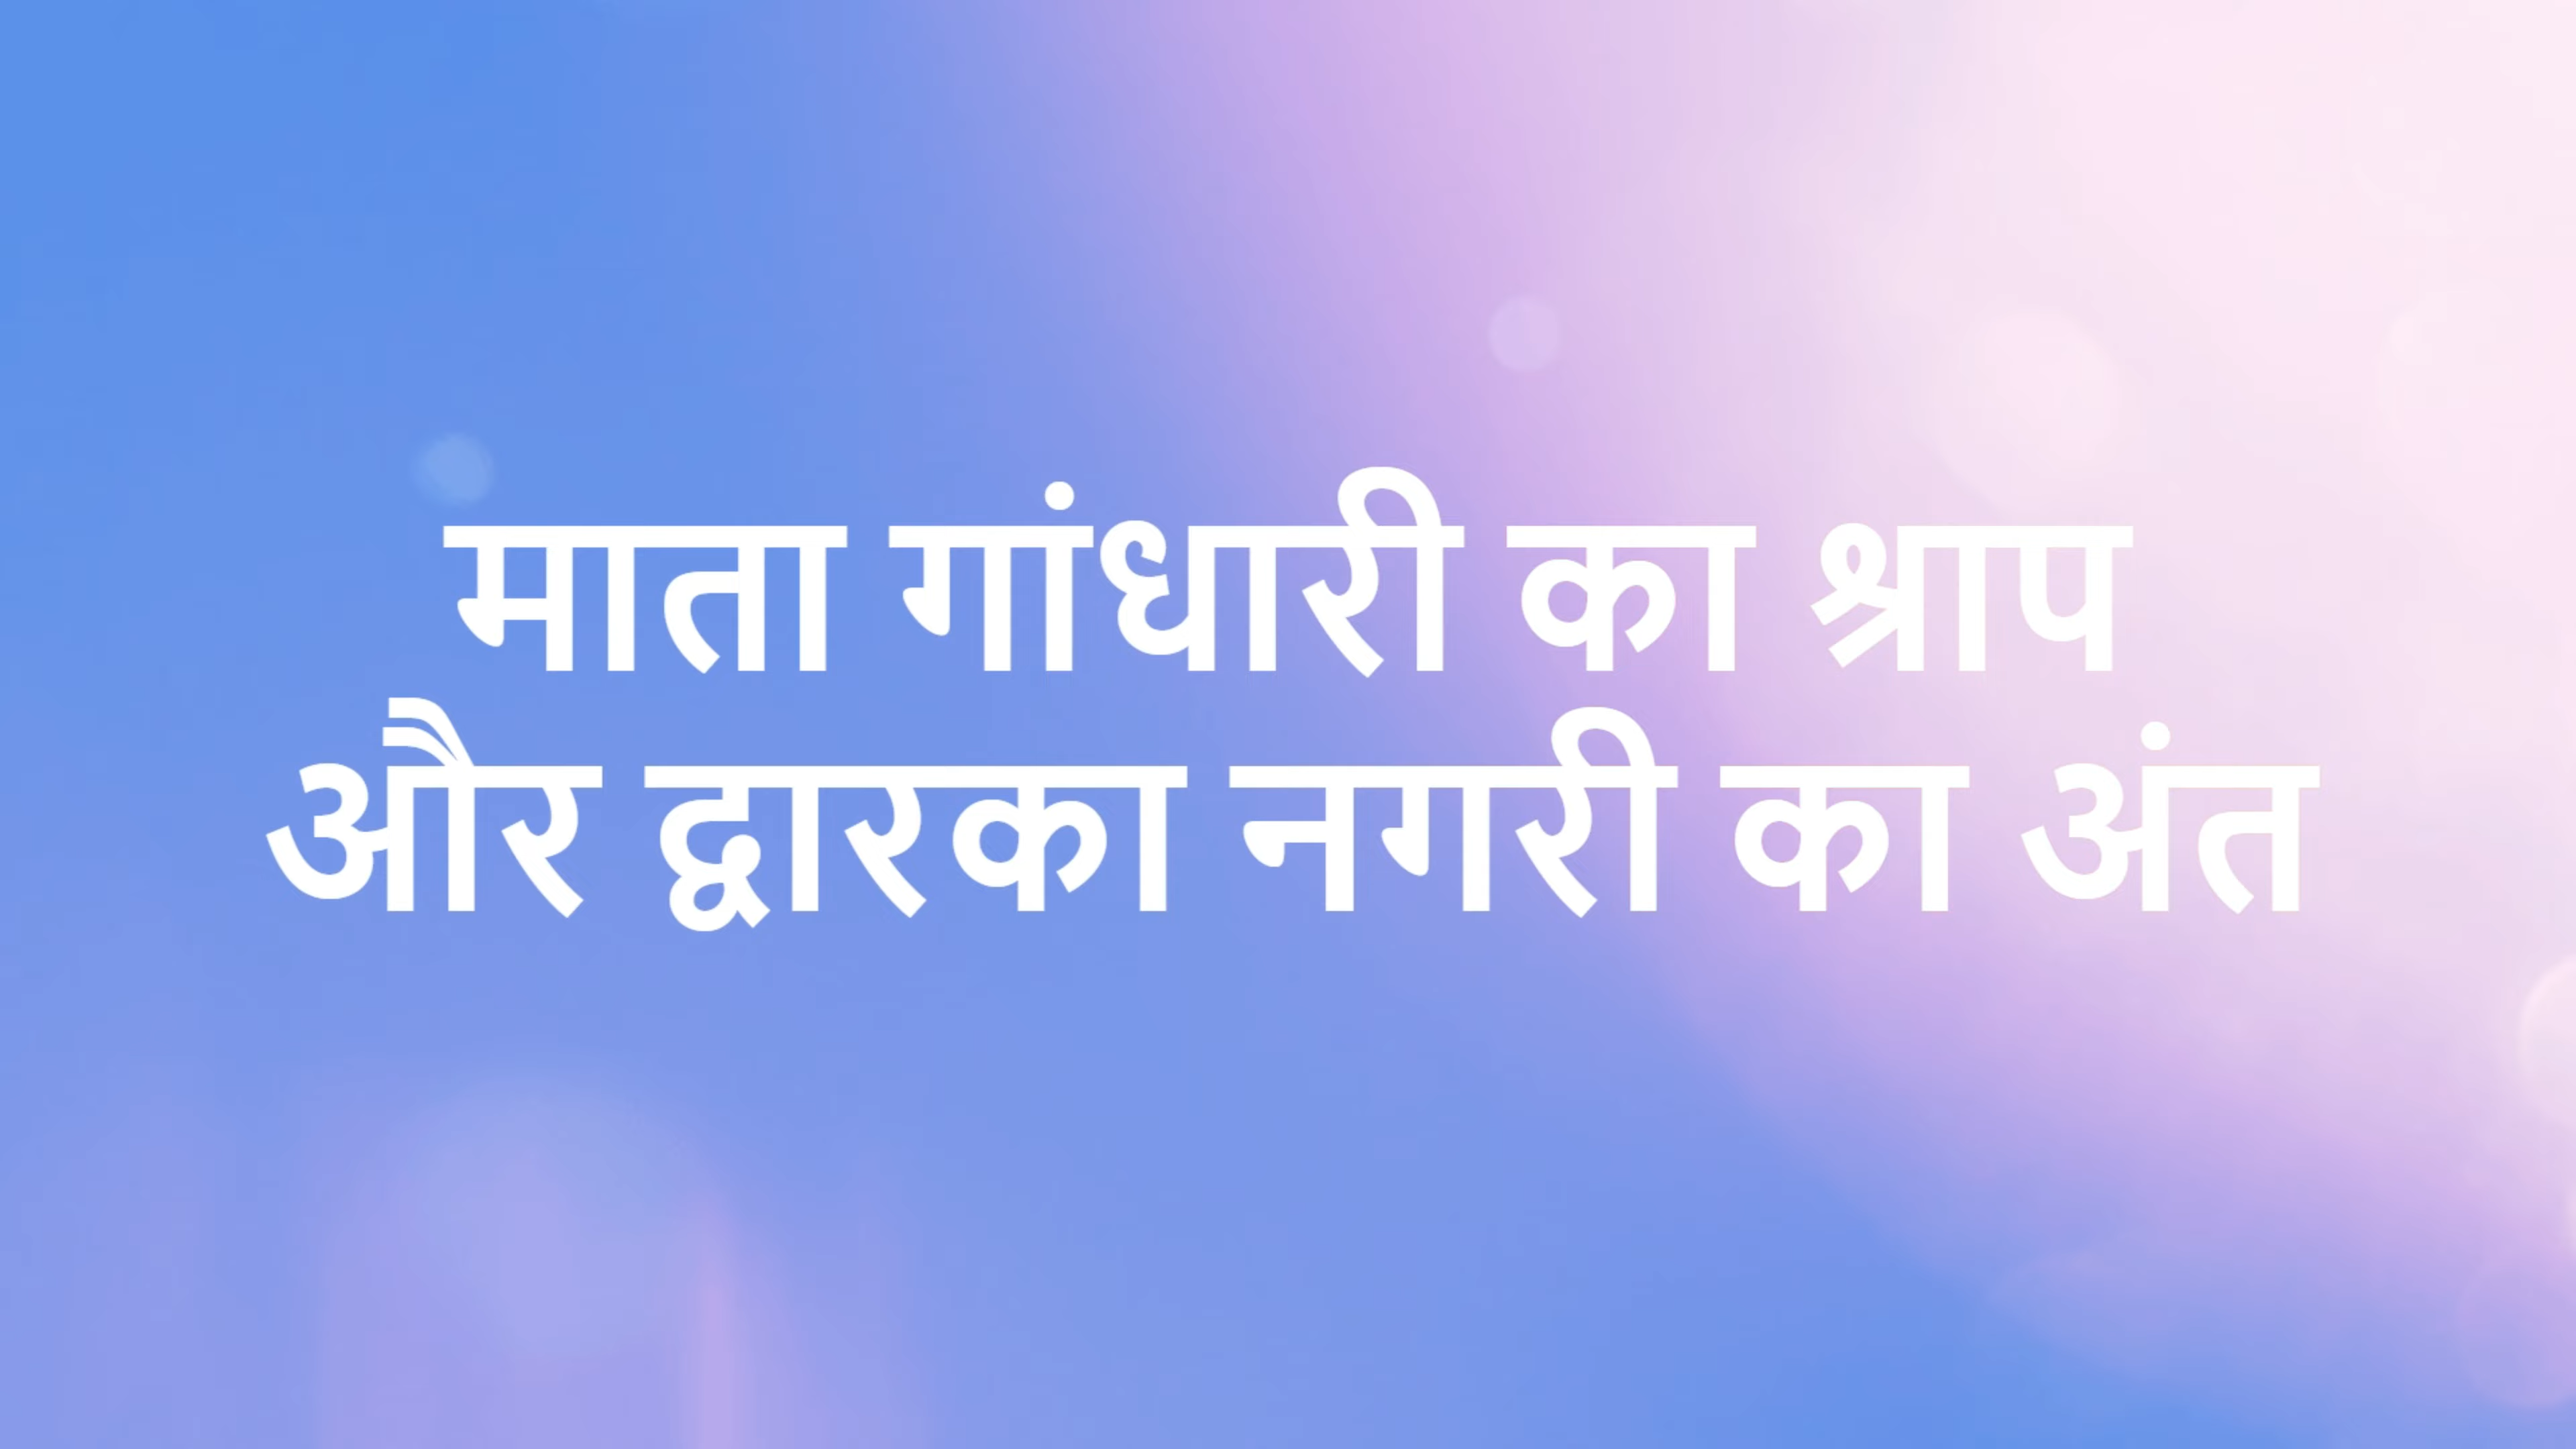 माता गांधारी का श्राप
और द्वारका नगरी का अंत